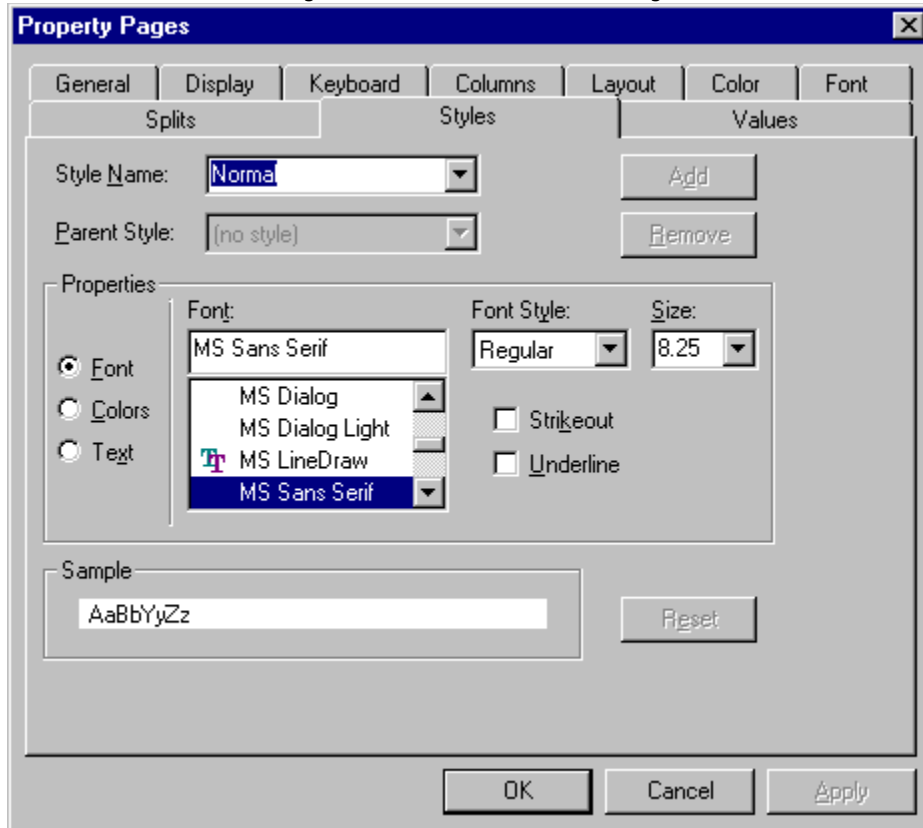 Property Pages
General Display Keyboard Columns Layout Color Font
Splits Styles Values
Style Name: Normal Add
Parent Style: (no style) Remove
Properties
Font: Font Style: Size:
MS Sans Serif Regular 8.25
Font
Colors
Text
MS Dialog
MS Dialog Light
MS LineDraw
MS Sans Serif
Strikeout
Underline
Sample
AaBbYyZz Reset
OK Cancel Apply